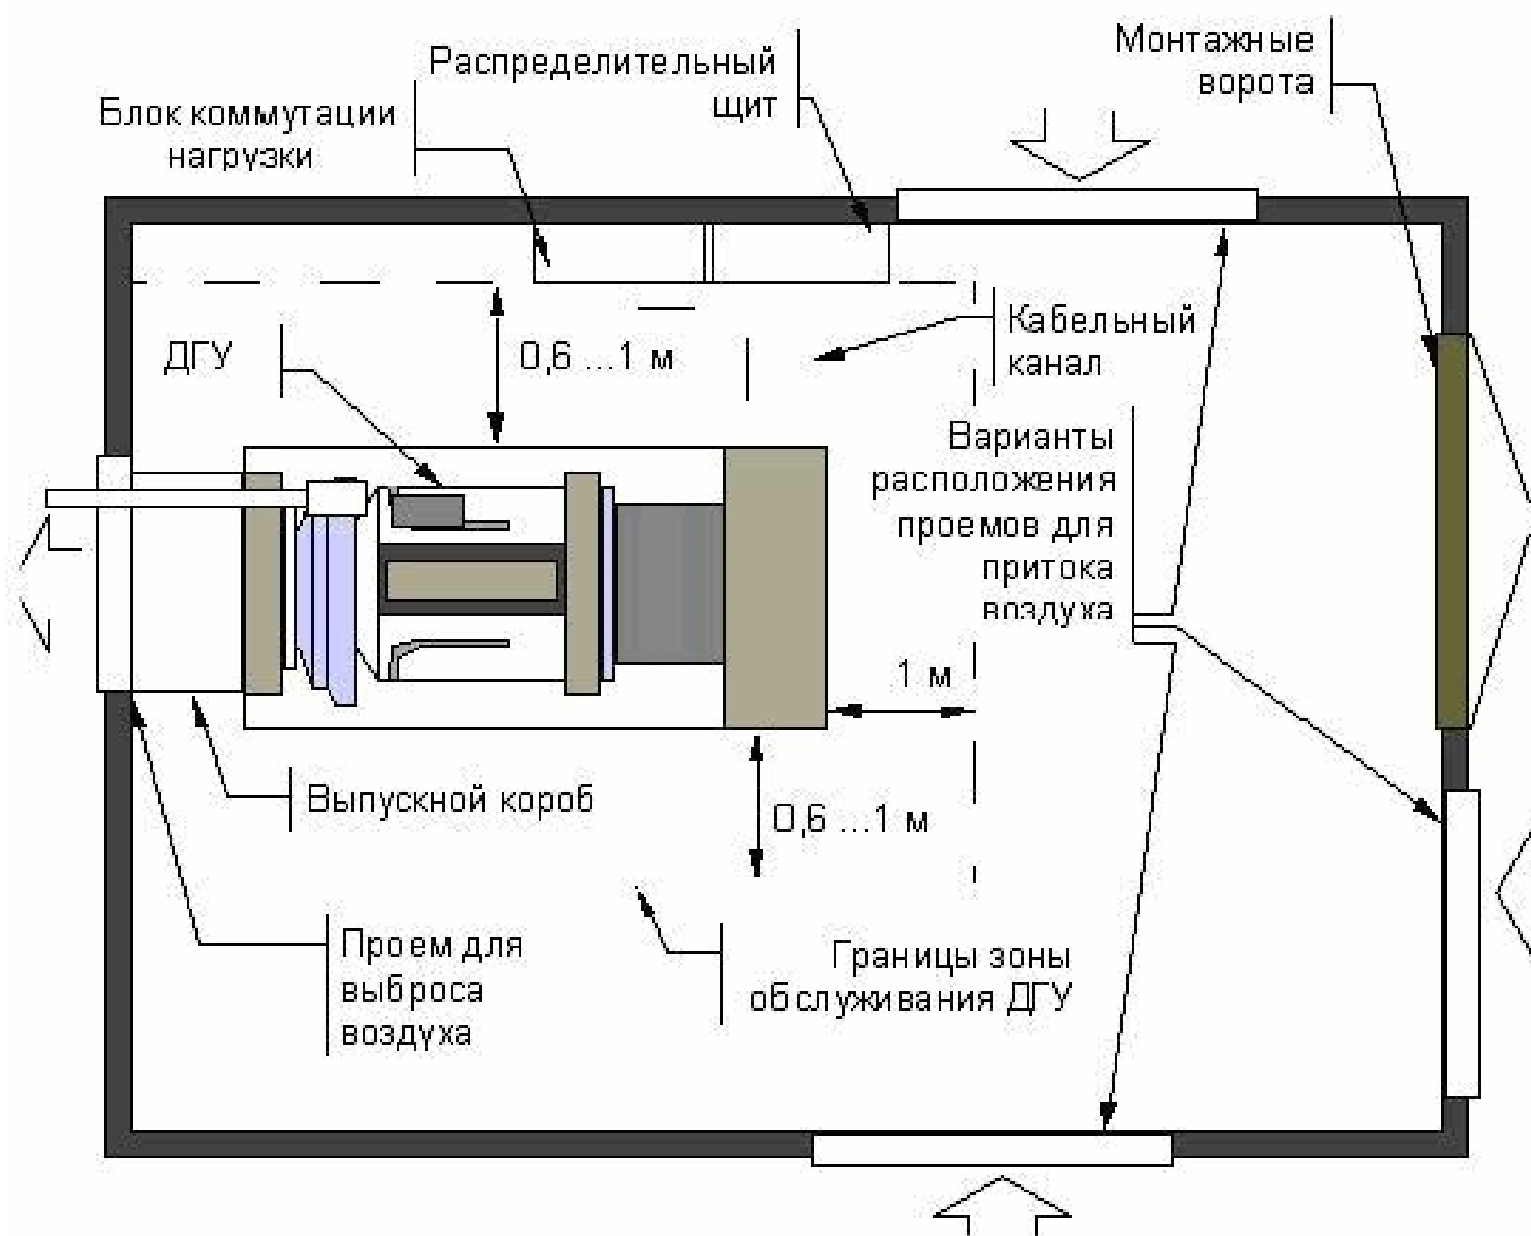 Распределительный
щит
Монтажные
ворота
Блок коммутации
нагрузки
Кабельный
канал
ДГУ
0,6 ...1 м
Варианты
расположения
проемов для
притока
воздуха
1 м
Выпускной короб
0,6 ...1 м
Проем для
выброса
воздуха
Границы зоны
обслуживания ДГУ